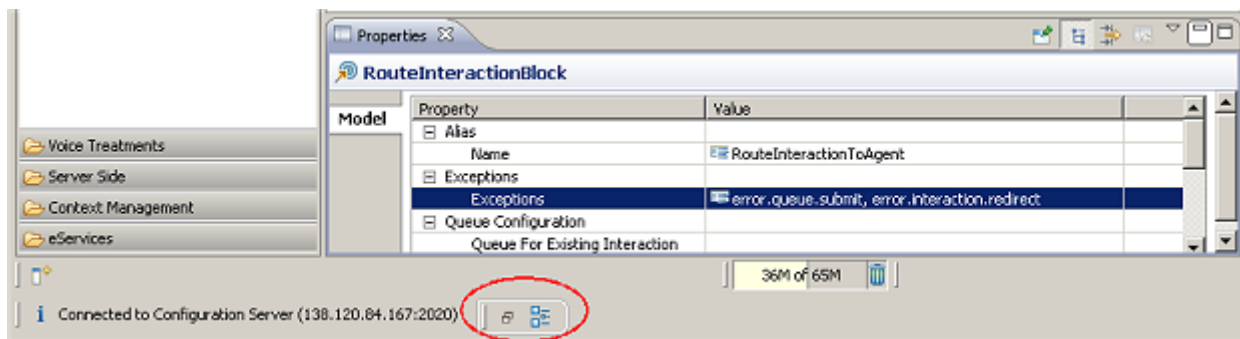 Properties
RouteInteractionBlock
Model
Property Value
Alias
Name RouteInteractionToAgent
Exceptions
Exceptions error.queue.submit, error.interaction.redirect
Queue Configuration
Queue For Existing Interaction
Voice Treatments
Server Side
Context Management
eServices
36M of 65M
Connected to Configuration Server (138.120.84.167:2020)